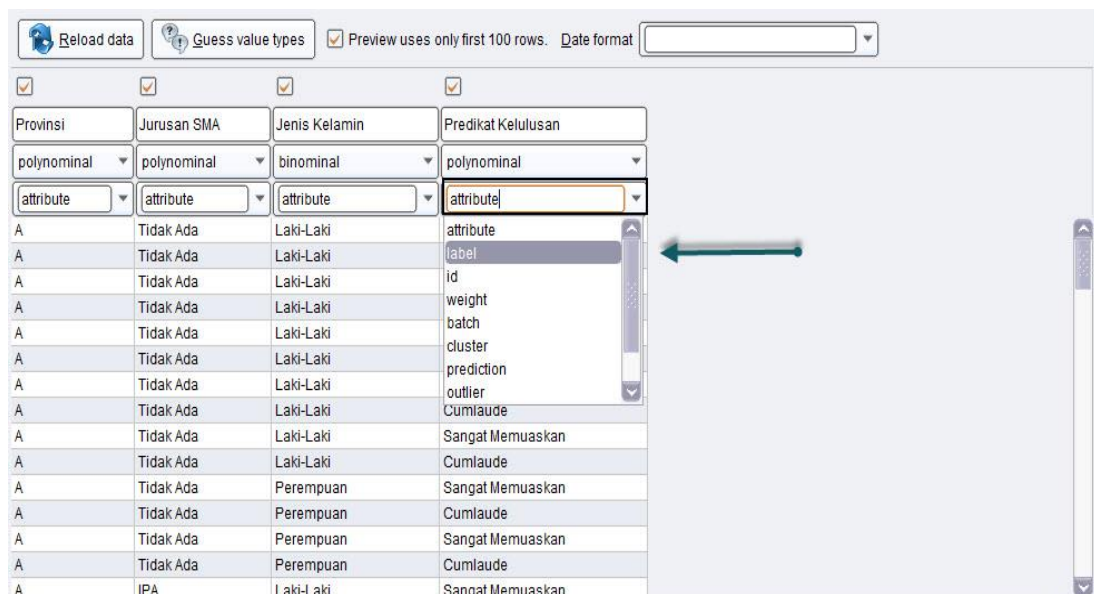 Reload data Guess value types Preview uses only first 100 rows. Date format
Provinsi Jurusan SMA Jenis Kelamin Predikat Kelulusan
polynominal polynominal binominal polynominal
attribute attribute attribute attribute
A Tidak Ada Laki-Laki attribute
A Tidak Ada Laki-Laki label
A Tidak Ada Laki-Laki id
A Tidak Ada Laki-Laki weight
A Tidak Ada Laki-Laki batch
A Tidak Ada Laki-Laki cluster
A Tidak Ada Laki-Laki prediction
outlier
A Tidak Ada Laki-Laki Cumlaude
A Tidak Ada Laki-Laki Sangat Memuaskan
A Tidak Ada Laki-Laki Cumlaude
A Tidak Ada Perempuan Sangat Memuaskan
A Tidak Ada Perempuan Cumlaude
A Tidak Ada Perempuan Sangat Memuaskan
A Tidak Ada Perempuan Cumlaude
A IPA Laki-Laki Sangat Memuaskan